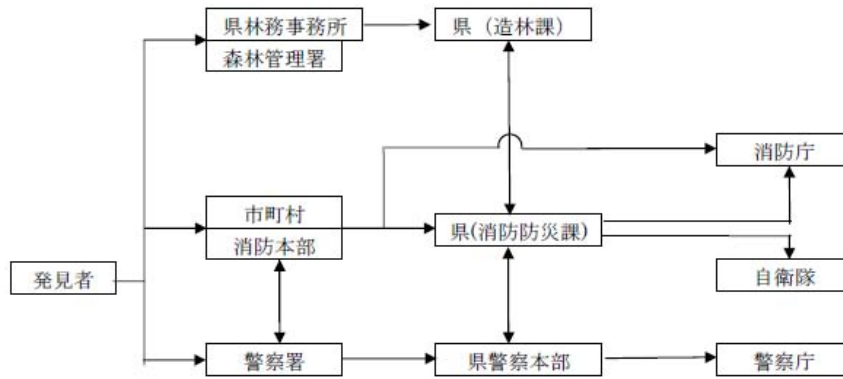 県林務事務所
森林管理署
県（造林課）
消防庁
市町村
消防本部
県(消防防災課)
発見者
自衛隊
警察署
県警察本部
警察庁